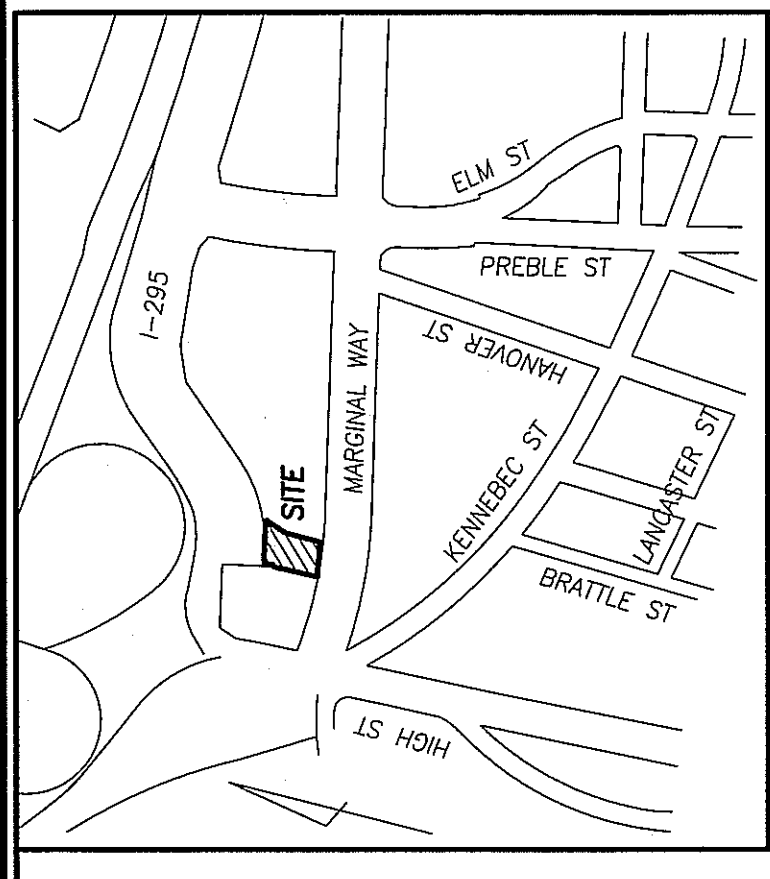 ELM ST
PREBLE ST
I-295
HANOVER ST
MARGINAL WAY
SITE
KENNEBEC ST
LANCASTER ST
BRATTLE ST
HIGH ST